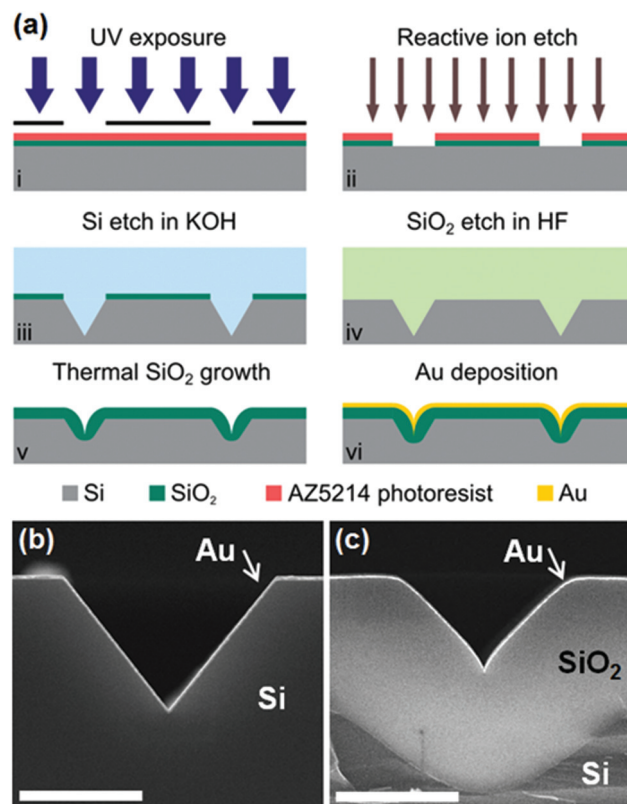 (a)
UV exposure
Reactive ion etch
i
ii
Si etch in KOH
SiO₂ etch in HF
iii
iv
Thermal SiO₂ growth
Au deposition
v
vi
Si SiO₂ AZ5214 photoresist Au
(b)
Au
Si
(c)
Au
SiO₂
Si